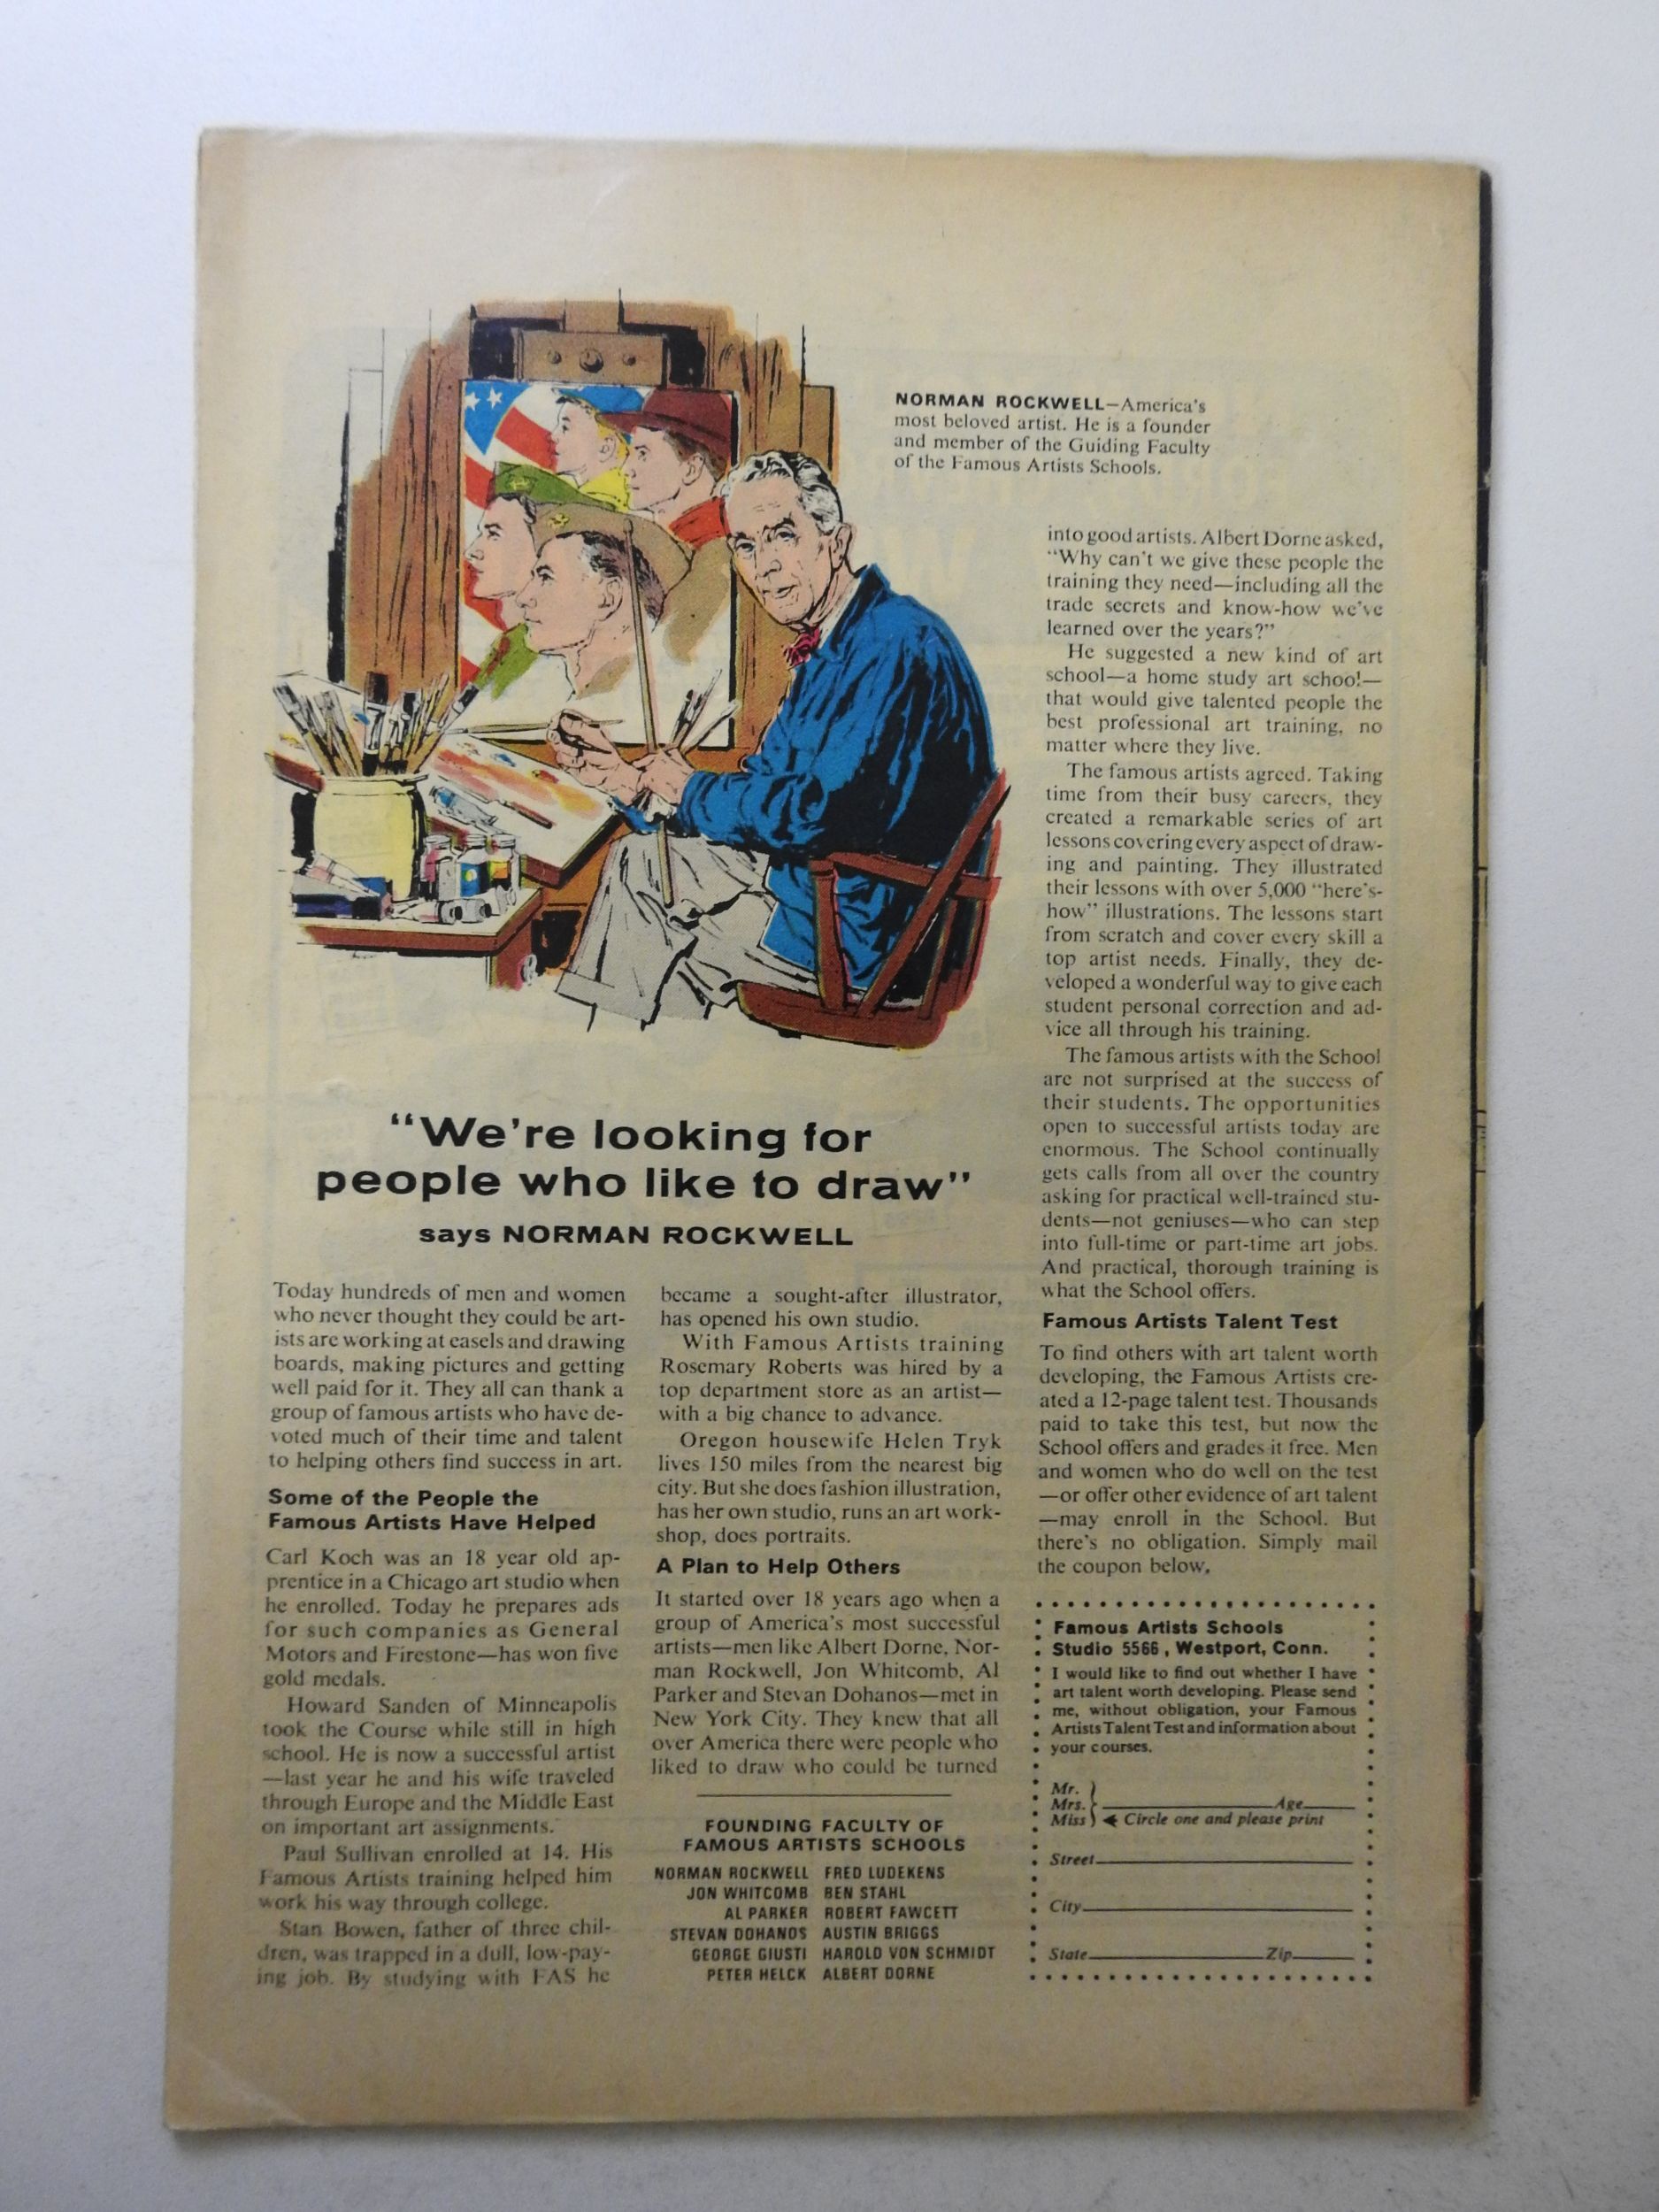 NORMAN ROCKWELL—America's
most beloved artist. He is a founder
and member of the Guiding Faculty
of the Famous Artists Schools.
"We're looking for
people who like to draw"
says NORMAN ROCKWELL
Today hundreds of men and women
who never thought they could be art-
ists are working at easels and drawing
boards, making pictures and getting
well paid for it. They all can thank a
group of famous artists who have de-
voted much of their time and talent
to helping others find success in art.
Some of the People the
Famous Artists Have Helped
Carl Koch was an 18 year old ap-
prentice in a Chicago art studio when
he enrolled. Today he prepares ads
for such companies as General
Motors and Firestone—has won five
gold medals.
Howard Sanden of Minneapolis
took the Course while still in high
school. He is now a successful artist
—last year he and his wife traveled
through Europe and the Middle East
on important art assignments.
Paul Sullivan enrolled at 14. His
Famous Artists training helped him
work his way through college.
Stan Bowen, father of three chil-
dren, was trapped in a dull, low-pay-
ing job. By studying with FAS he
became a sought-after illustrator,
has opened his own studio.
With Famous Artists training
Rosemary Roberts was hired by a
top department store as an artist—
with a big chance to advance.
Oregon housewife Helen Tryk
lives 150 miles from the nearest big
city. But she does fashion illustration,
has her own studio, runs an art work-
shop, does portraits.
A Plan to Help Others
It started over 18 years ago when a
group of America's most successful
artists—men like Albert Dorne, Nor-
man Rockwell, Jon Whitcomb, Al
Parker and Stevan Dohanos—met in
New York City. They knew that all
over America there were people who
liked to draw who could be turned
FOUNDING FACULTY OF
FAMOUS ARTISTS SCHOOLS
NORMAN ROCKWELL FRED LUDEKENS
JON WHITCOMB BEN STAHL
AL PARKER ROBERT FAWCETT
STEVAN DOHANOS AUSTIN BRIGGS
GEORGE GIUSTI HAROLD VON SCHMIDT
PETER HELCK ALBERT DORNE
into good artists. Albert Dorne asked,
"Why can't we give these people the
training they need—including all the
trade secrets and know-how we've
learned over the years?"
He suggested a new kind of art
school—a home study art school—
that would give talented people the
best professional art training, no
matter where they live.
The famous artists agreed. Taking
time from their busy careers, they
created a remarkable series of art
lessons covering every aspect of draw-
ing and painting. They illustrated
their lessons with over 5,000 "here's-
how" illustrations. The lessons start
from scratch and cover every skill a
top artist needs. Finally, they de-
veloped a wonderful way to give each
student personal correction and ad-
vice all through his training.
The famous artists with the School
are not surprised at the success of
their students. The opportunities
open to successful artists today are
enormous. The School continually
gets calls from all over the country
asking for practical well-trained stu-
dents—not geniuses—who can step
into full-time or part-time art jobs.
And practical, thorough training is
what the School offers.
Famous Artists Talent Test
To find others with art talent worth
developing, the Famous Artists cre-
ated a 12-page talent test. Thousands
paid to take this test, but now the
School offers and grades it free. Men
and women who do well on the test
—or offer other evidence of art talent
—may enroll in the School. But
there's no obligation. Simply mail
the coupon below.
Famous Artists Schools
Studio 5566, Westport, Conn.
I would like to find out whether I have
art talent worth developing. Please send
me, without obligation, your Famous
Artists Talent Test and information about
your courses.
Mr.
Mrs. Age
Miss Circle one and please print
Street
City
State Zip